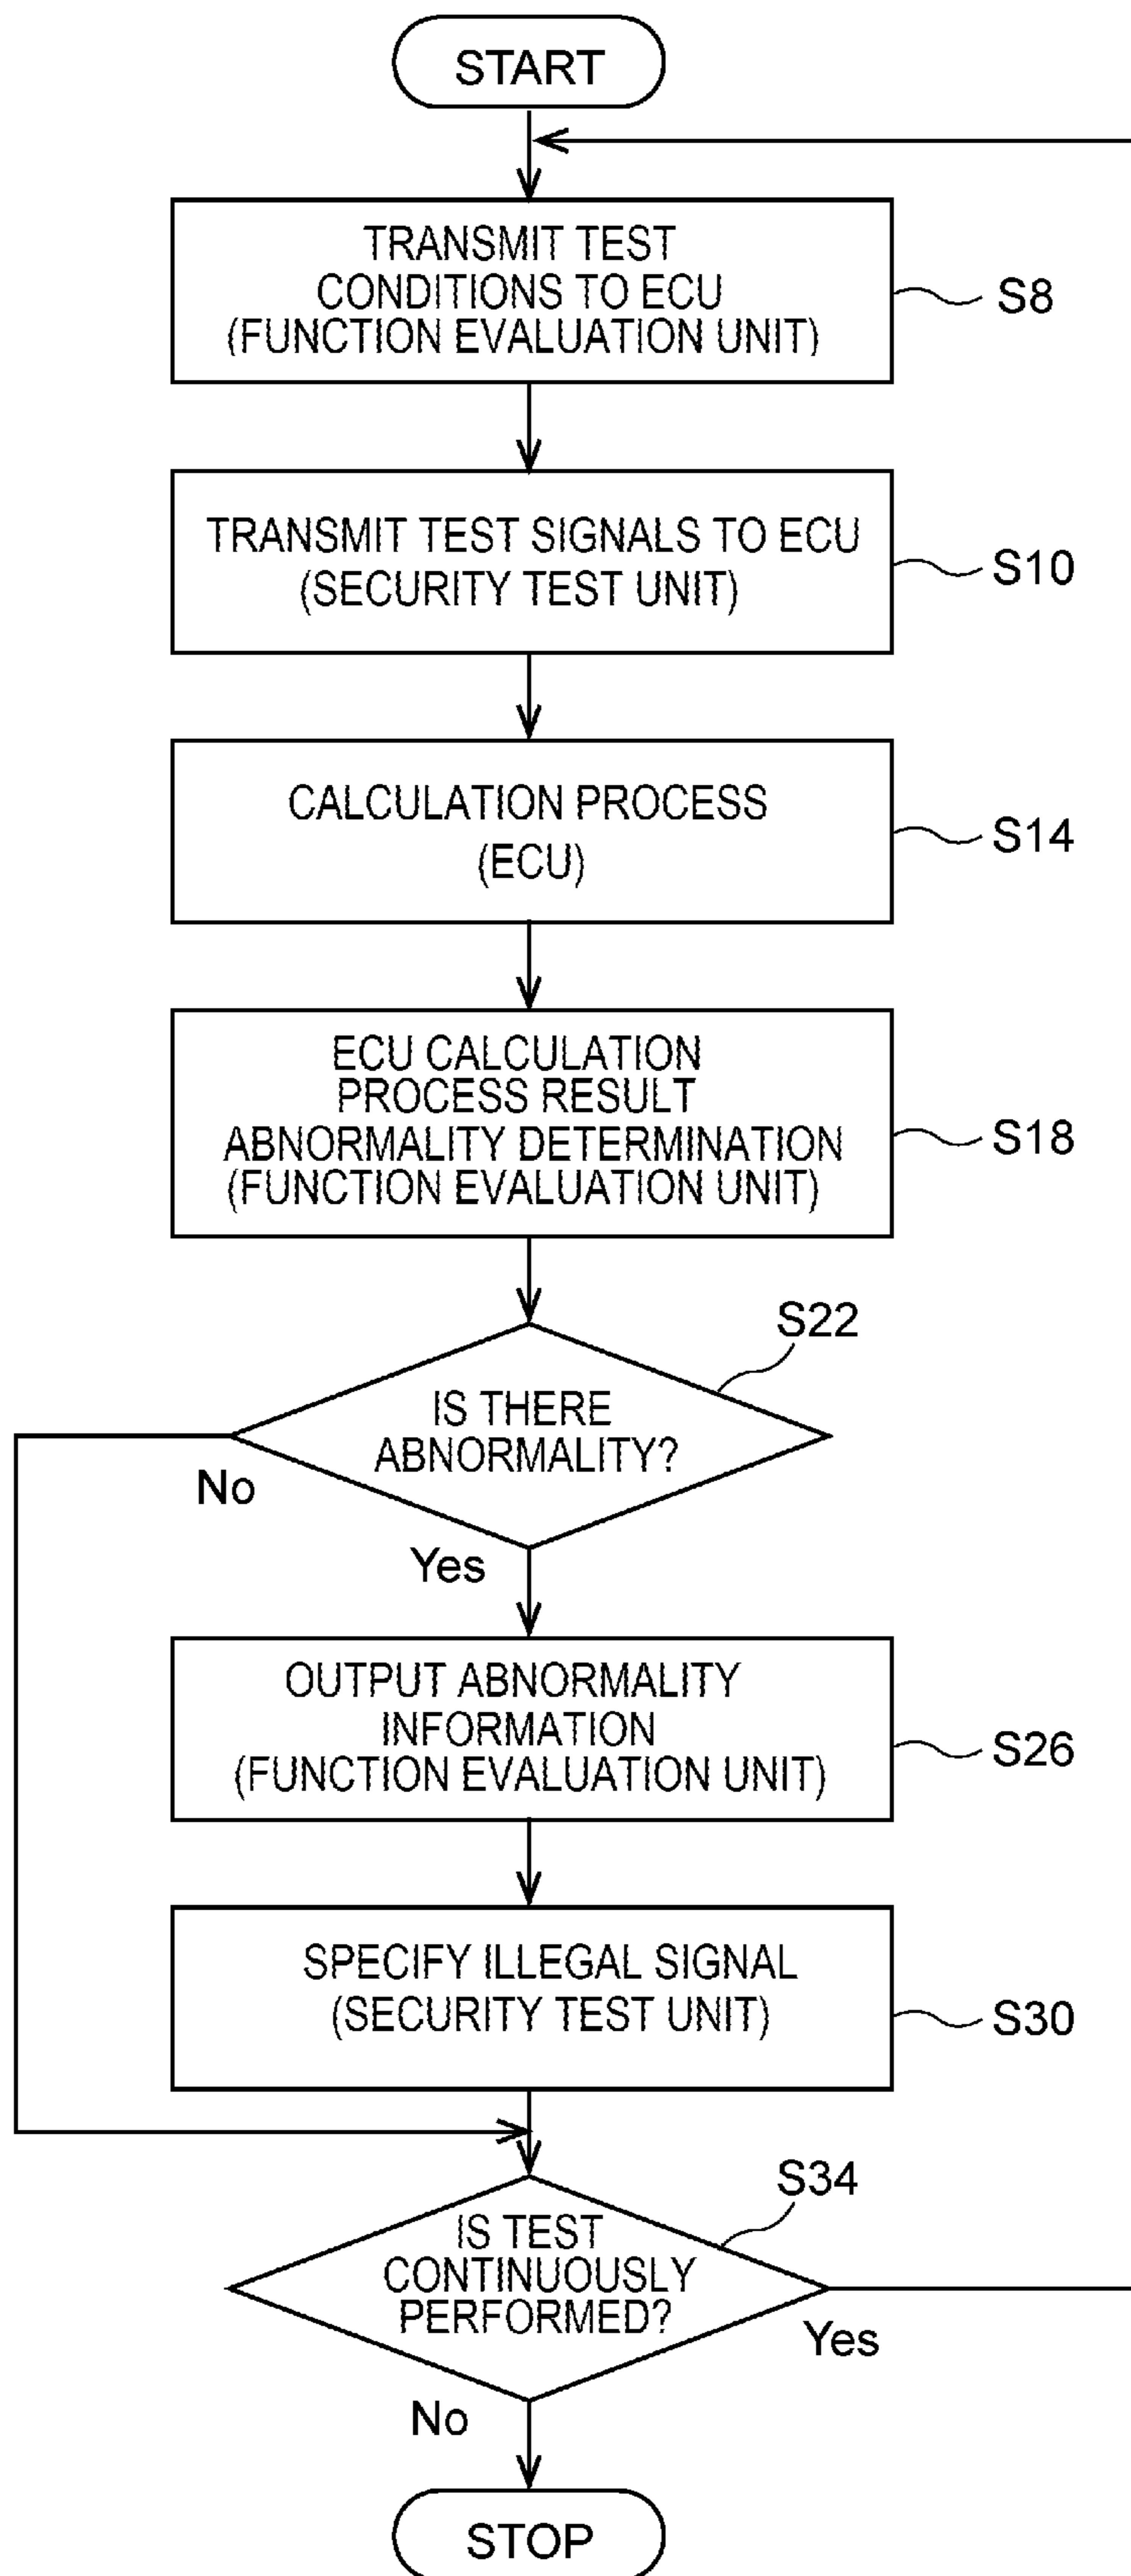 START
TRANSMIT TEST
CONDITIONS TO ECU
(FUNCTION EVALUATION UNIT)
S8
TRANSMIT TEST SIGNALS TO ECU
(SECURITY TEST UNIT)
S10
CALCULATION PROCESS
(ECU)
S14
ECU CALCULATION
PROCESS RESULT
ABNORMALITY DETERMINATION
(FUNCTION EVALUATION UNIT)
S18
S22
IS THERE
ABNORMALITY?
No
Yes
OUTPUT ABNORMALITY
INFORMATION
(FUNCTION EVALUATION UNIT)
S26
SPECIFY ILLEGAL SIGNAL
(SECURITY TEST UNIT)
S30
S34
IS TEST
CONTINUOUSLY
PERFORMED?
Yes
No
STOP